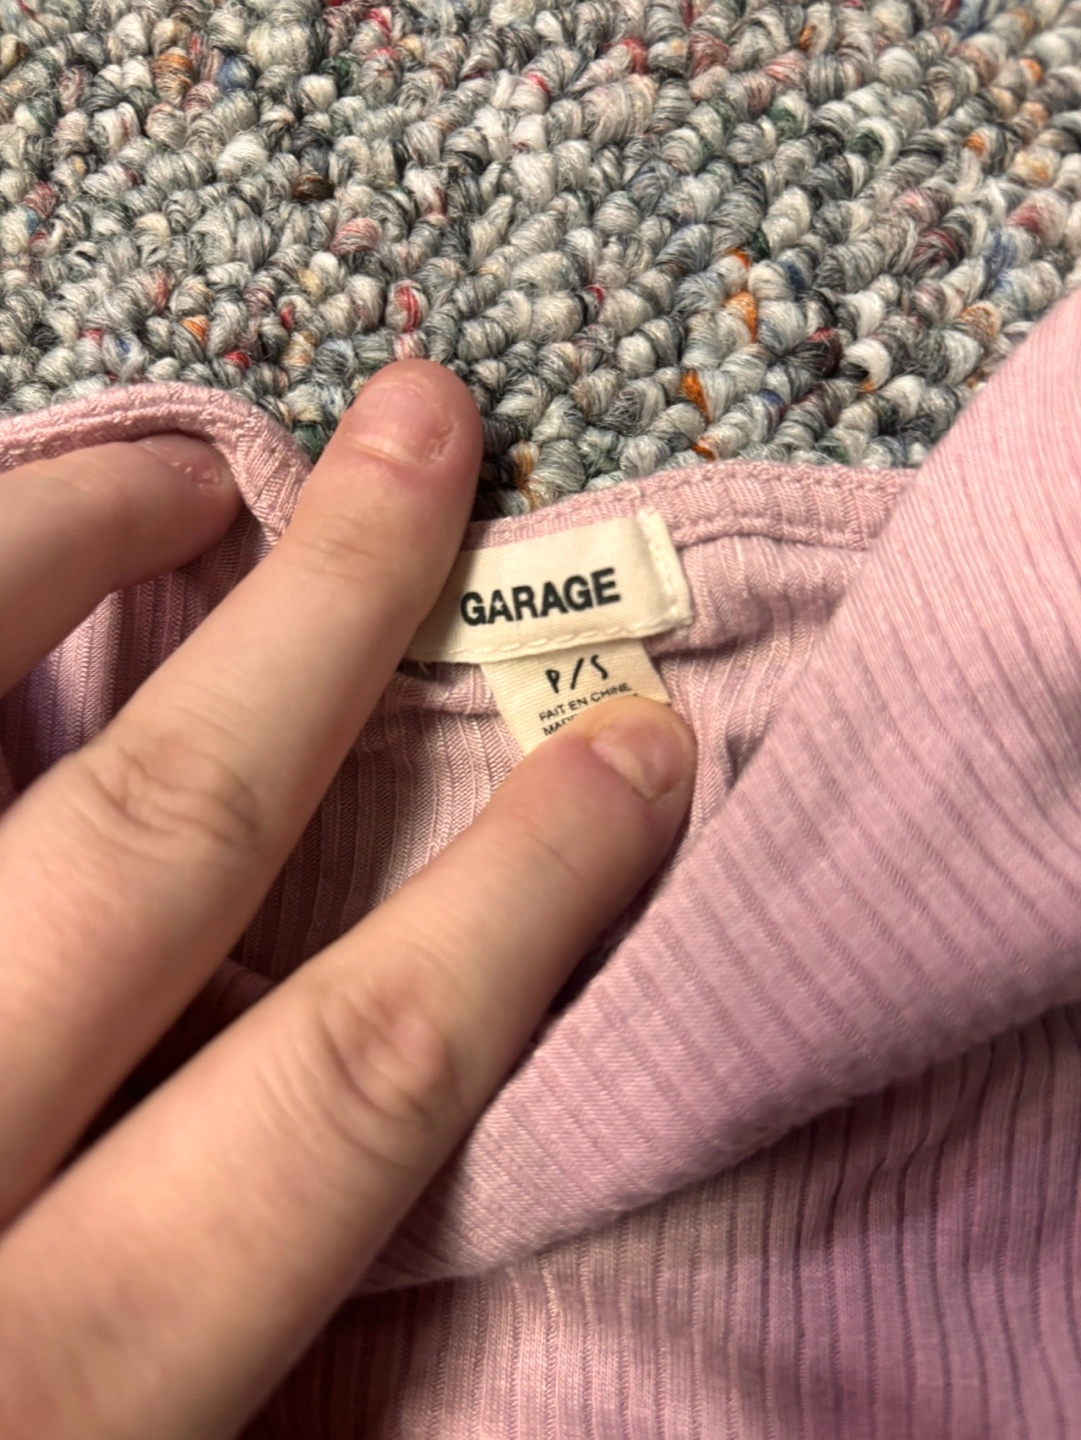 GARAGE
P/S
FAIT EN CHINE